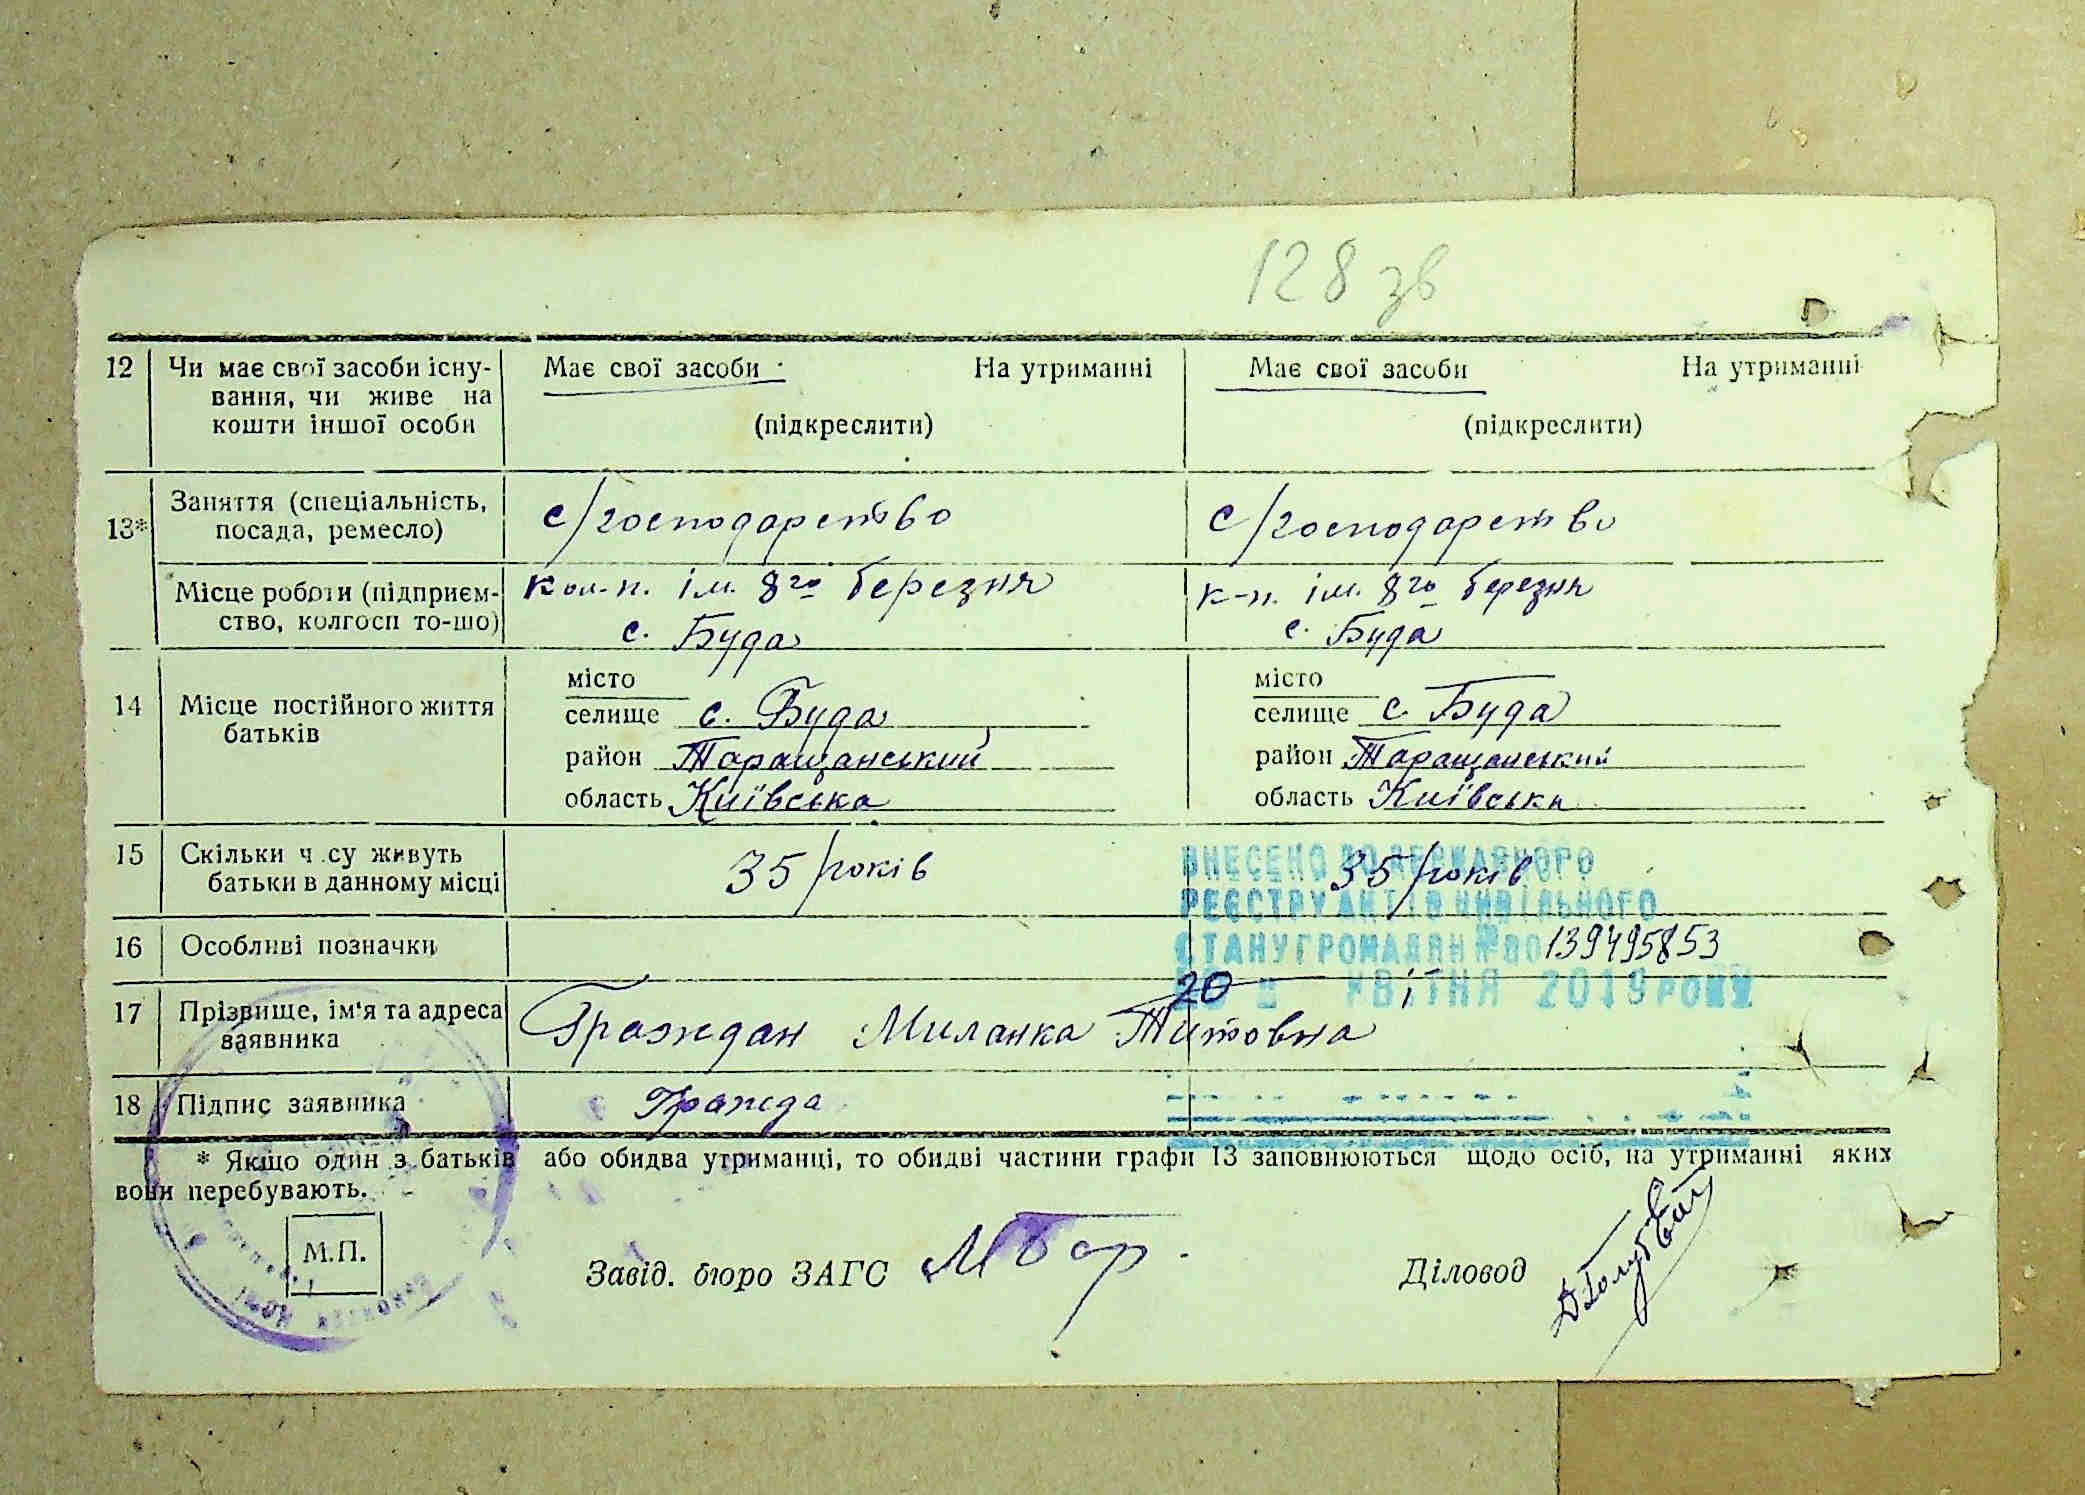 128 зв
12 Чи має свої засоби існу- Має свої засоби На утриманні Має свої засоби На утриманні
вання, чи живе на
кошти іншої особи (підкреслити) (підкреслити)
13* Заняття (спеціальність, с/господарство с/господарство
посада, ремесло)
Місце роботи (підприєм- кол-п. ім. 8го березня к-п. ім. 8го березня
ство, колгосп то-що) с. Буда с. Буда
місто місто
14 Місце постійного життя селище с. Буда селище с. Буда
батьків район Таращанський район Таращанський
область Київська область Київська
15 Скільки ч су живуть 35 років 35 років
батьки в данному місці
ВНЕСЕНО ДО ДЕРЖАВНОГО
РЕЄСТРУ АКТІВ ЦИВІЛЬНОГО
16 Особливі позначки СТАНУ ГРОМАДЯН № 00139495853
20 КВІТНЯ 2019 РОКУ
17 Прізвище, ім'я та адреса Граждан Миланка Титовна
заявника
18 Підпис заявника Гражда
* Якщо один з батьків або обидва утриманці, то обидві частини графи 13 заповнюються щодо осіб, на утриманні яких
вони перебувають.
М.П. Завід. бюро ЗАГС Діловод